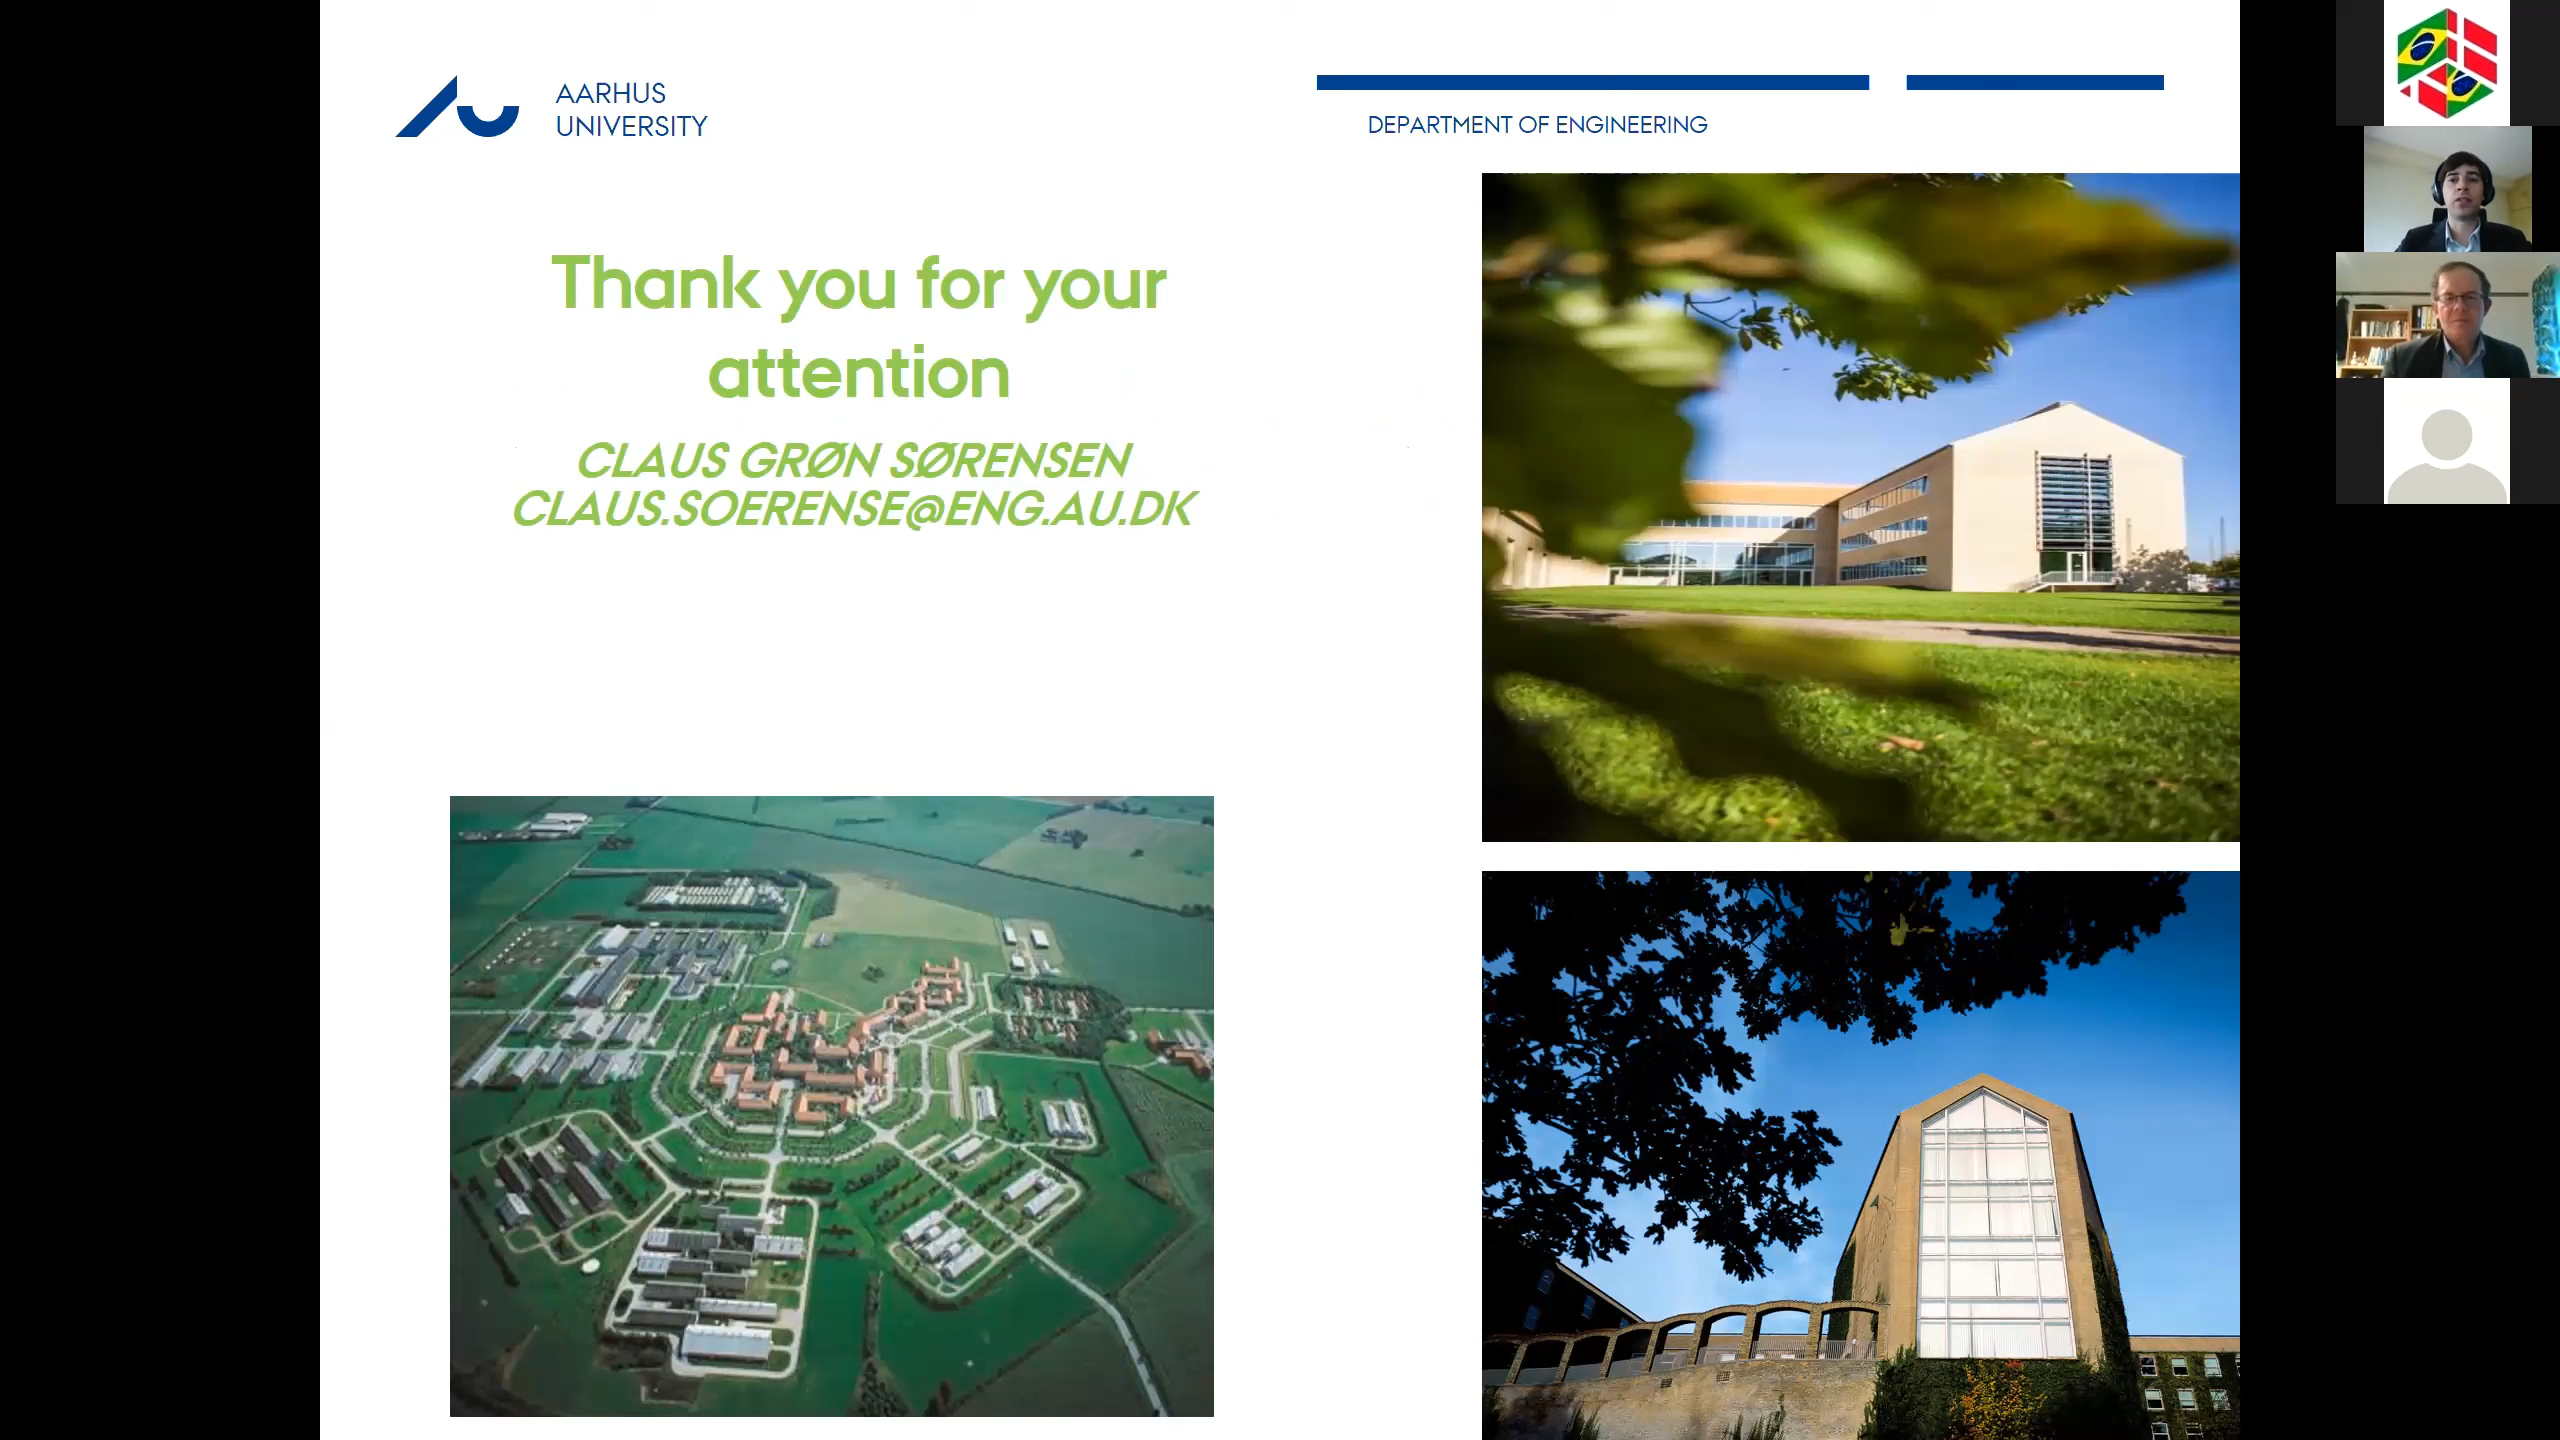 AARHUS
UNIVERSITY
DEPARTMENT OF ENGINEERING
Thank you for your
attention
CLAUS GRØN SØRENSEN
CLAUS.SOERENSE@ENG.AU.DK